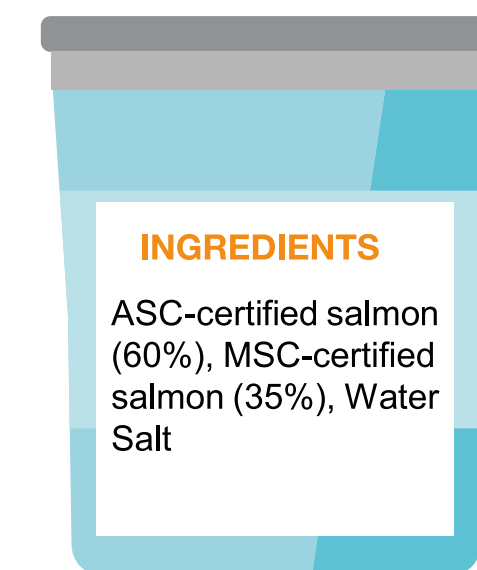 INGREDIENTS
ASC-certified salmon
(60%), MSC-certified
salmon (35%), Water
Salt